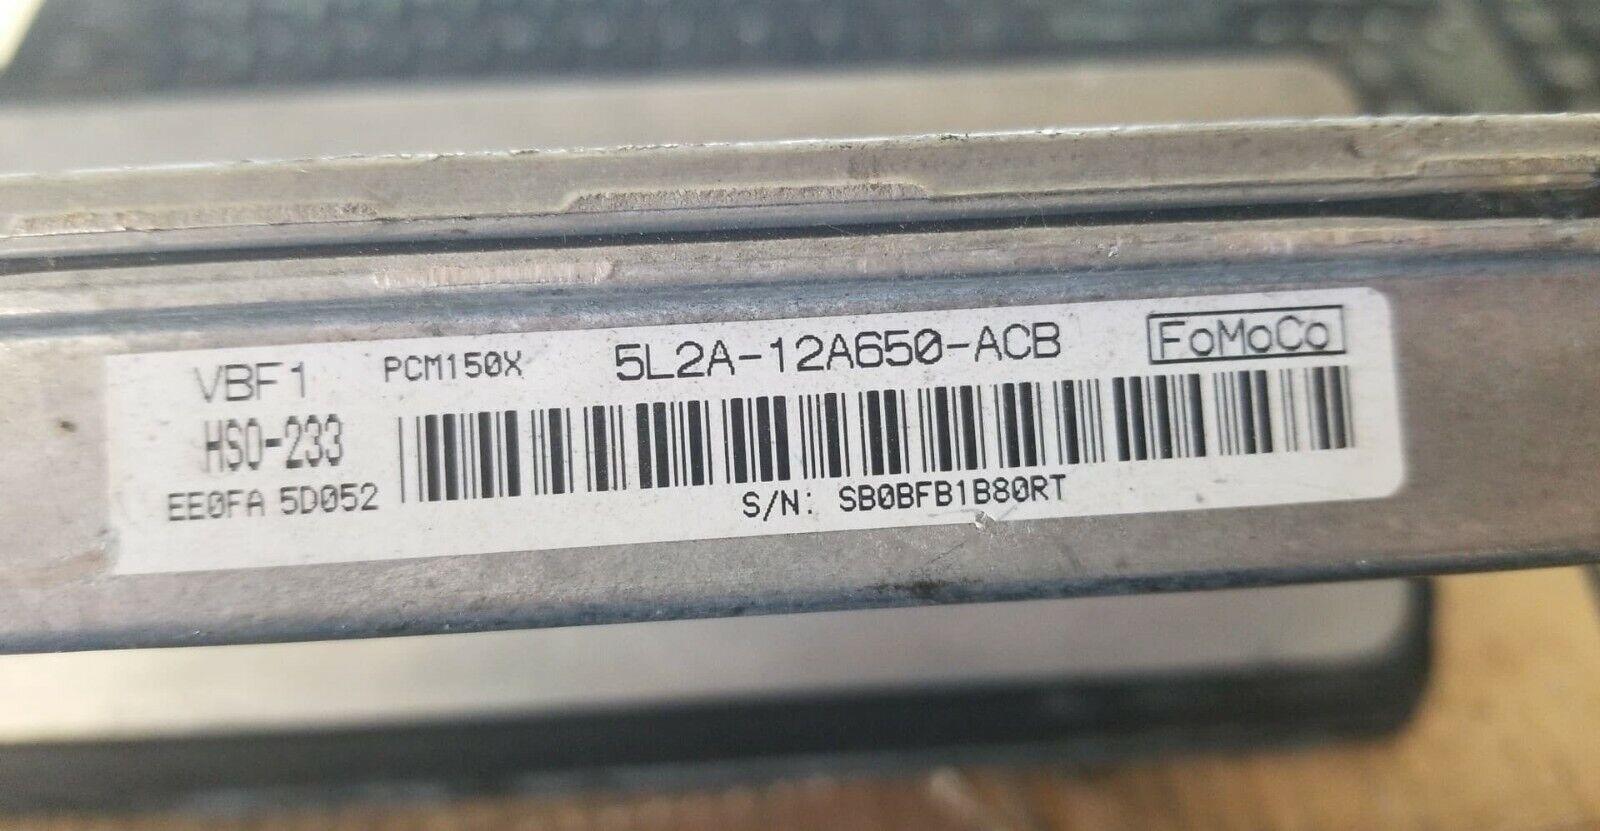 VBF1 PCM150X 5L2A-12A650-ACB FoMoCo
HSO-233
EE0FA 5D052
S/N: SB0BFB1B80RT